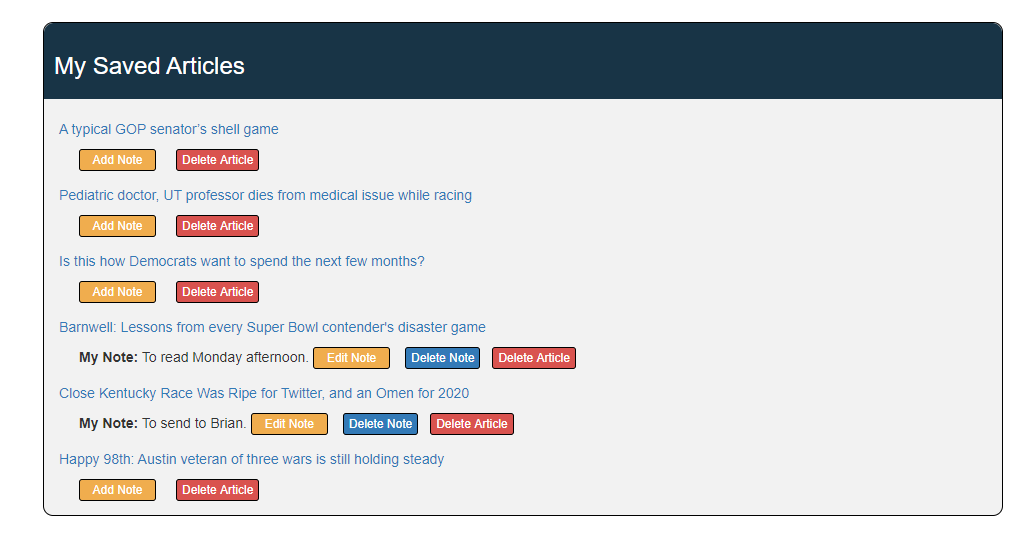 My Saved Articles
A typical GOP senator's shell game
Add Note Delete Article
Pediatric doctor, UT professor dies from medical issue while racing
Add Note Delete Article
Is this how Democrats want to spend the next few months?
Add Note Delete Article
Barnwell: Lessons from every Super Bowl contender's disaster game
My Note: To read Monday afternoon. Edit Note Delete Note Delete Article
Close Kentucky Race Was Ripe for Twitter, and an Omen for 2020
My Note: To send to Brian. Edit Note Delete Note Delete Article
Happy 98th: Austin veteran of three wars is still holding steady
Add Note Delete Article